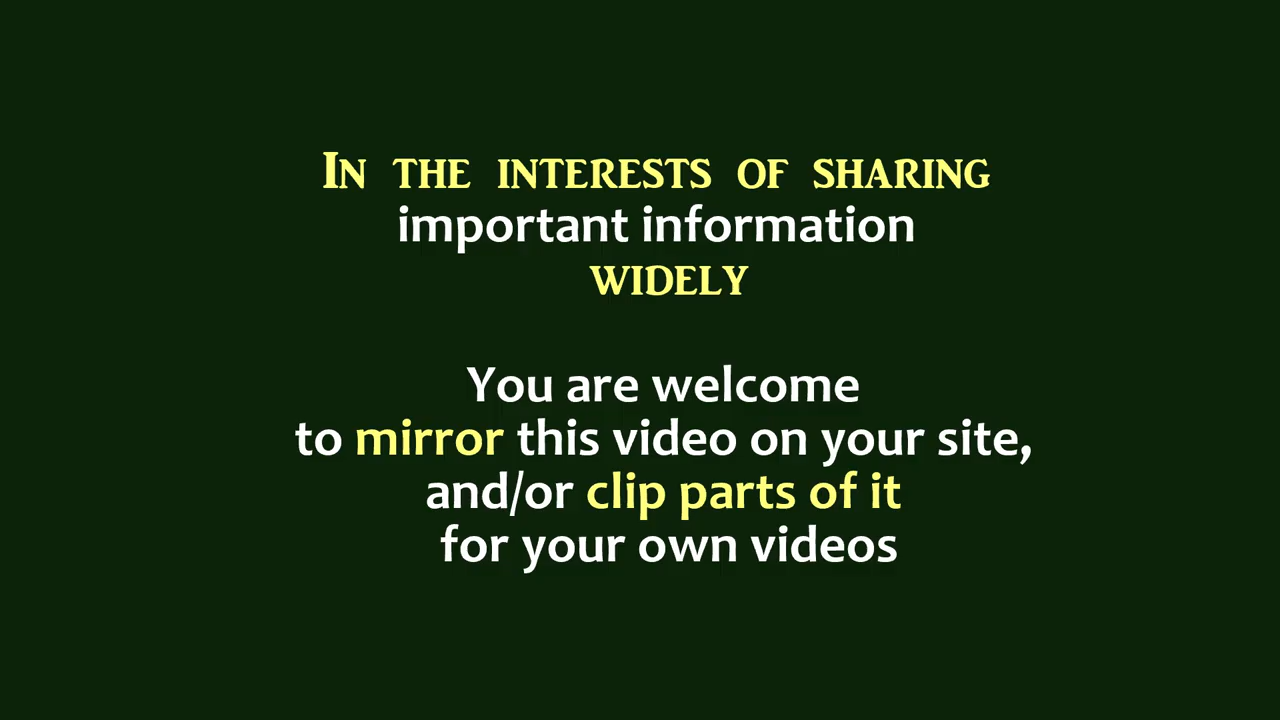 In the interests of sharing
important information
widely
You are welcome
to mirror this video on your site,
and/or clip parts of it
for your own videos